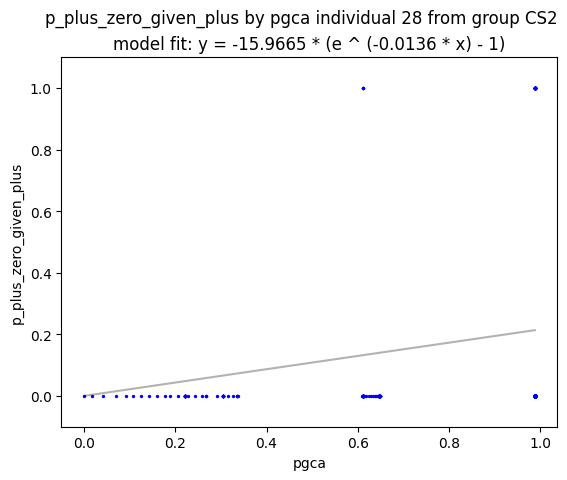 p_plus_zero_given_plus by pgca individual 28 from group CS2
model fit: y = -15.9665 * (e ^ (-0.0136 * x) - 1)
1.0
0.8
0.6
0.4
0.2
0.0
p_plus_zero_given_plus
0.0 0.2 0.4 0.6 0.8 1.0
pgca